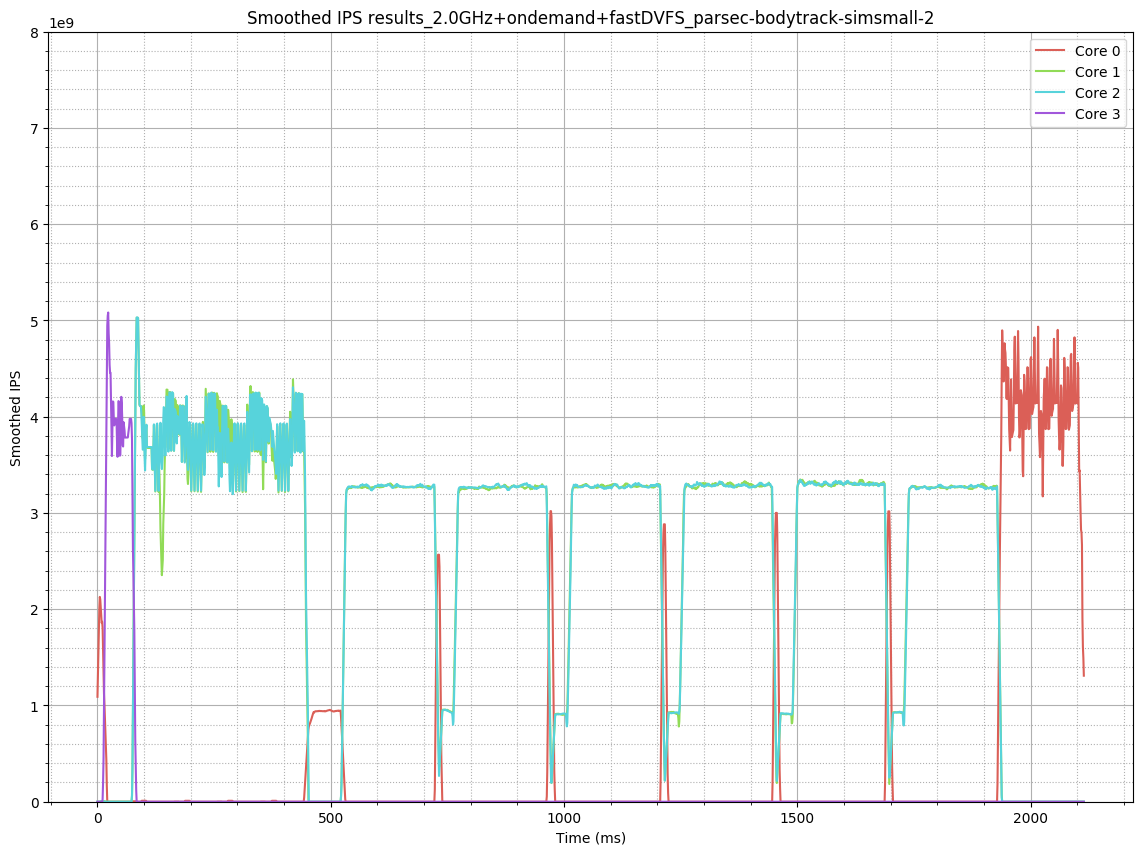 Smoothed IPS results_2.0GHz+ondemand+fastDVFS_parsec-bodytrack-simsmall-2
1e9
8
7
6
5
4
3
2
1
0
Smoothed IPS
Core 0
Core 1
Core 2
Core 3
0 500 1000 1500 2000
Time (ms)